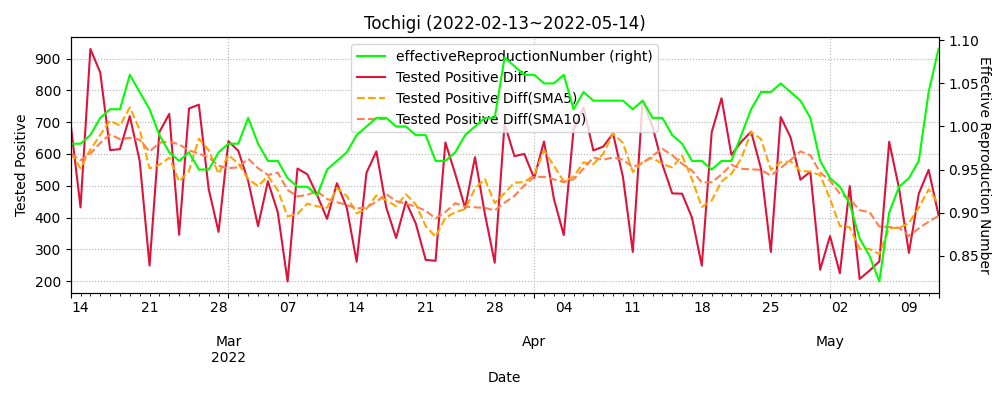 Tochigi (2022-02-13~2022-05-14)
effectiveReproductionNumber (right)
Tested Positive Diff
Tested Positive Diff(SMA5)
Tested Positive Diff(SMA10)
Tested Positive
900
800
700
600
500
400
300
200
1.10
1.05
1.00
0.95
0.90
0.85
Effective Reproduction Number
14 21 28 07 14 21 28 04 11 18 25 02 09
Mar Apr May
2022
Date